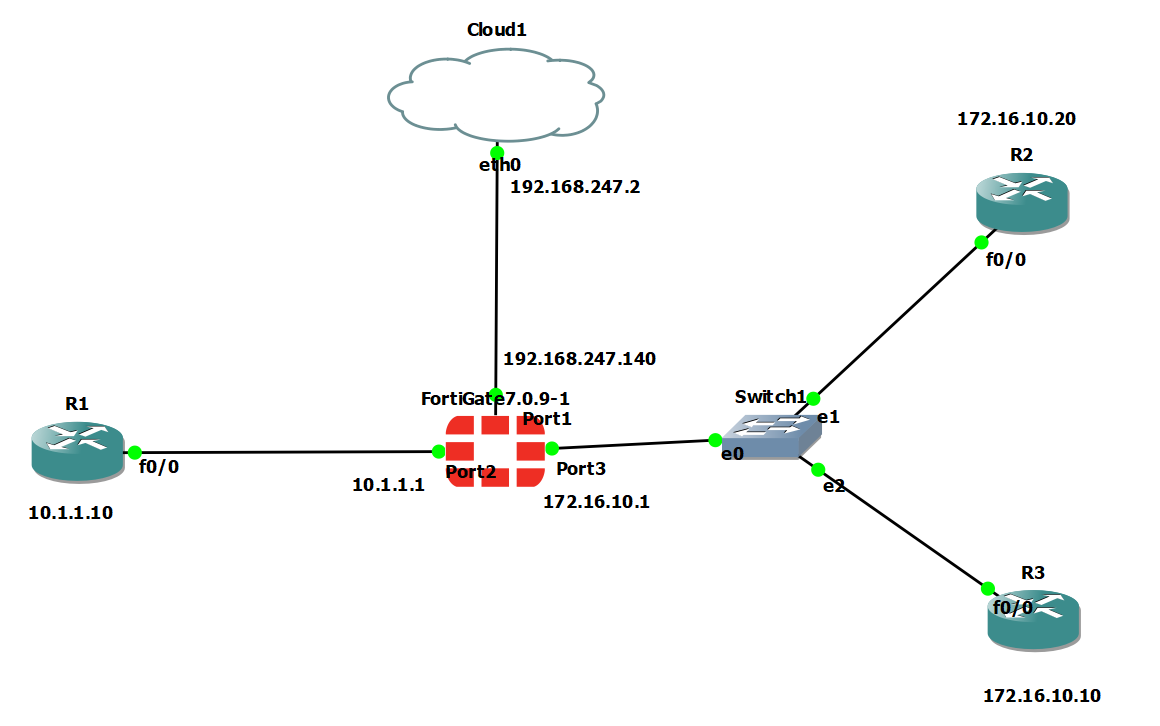 Cloud1
eth0
192.168.247.2
172.16.10.20
R2
f0/0
192.168.247.140
FortiGate7.0.9-1
Port1
Switch1
e1
R1
f0/0
Port2
10.1.1.1
Port3
172.16.10.1
e0
e2
10.1.1.10
R3
f0/0
172.16.10.10